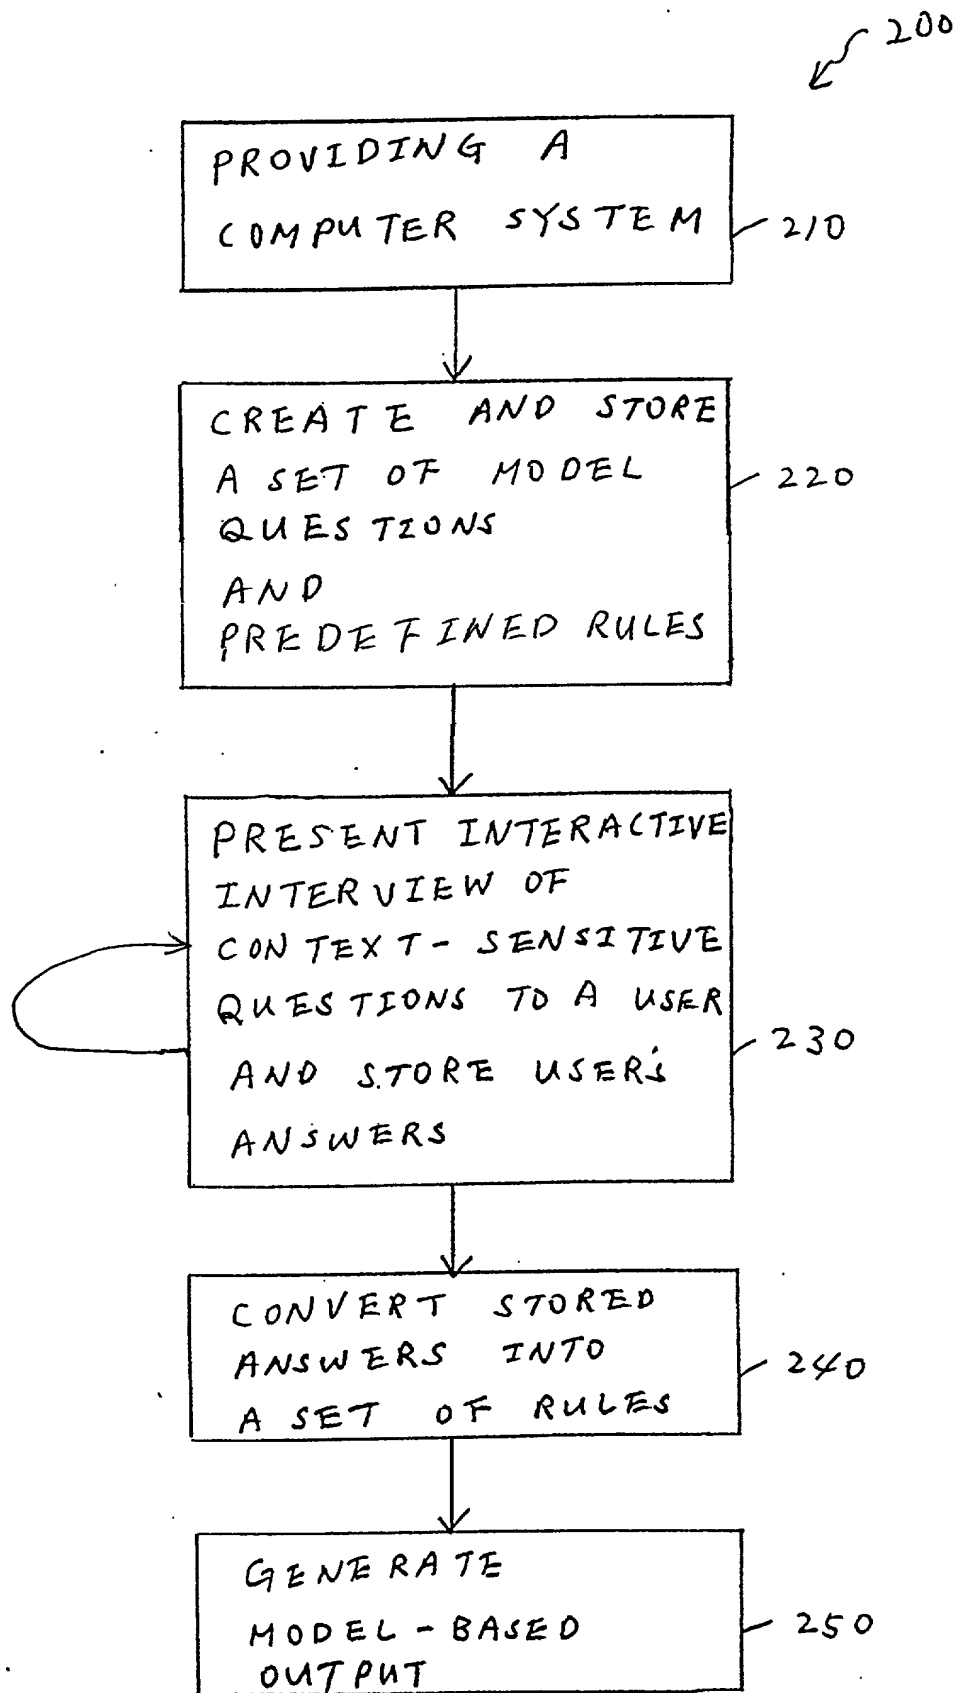 200
PROVIDING A
COMPUTER SYSTEM
210
CREATE AND STORE
A SET OF MODEL
QUESTIONS
AND
PREDEFINED RULES
220
PRESENT INTERACTIVE
INTERVIEW OF
CONTEXT-SENSITIVE
QUESTIONS TO A USER
AND STORE USER'S
ANSWERS
230
CONVERT STORED
ANSWERS INTO
A SET OF RULES
240
GENERATE
MODEL-BASED
OUTPUT
250